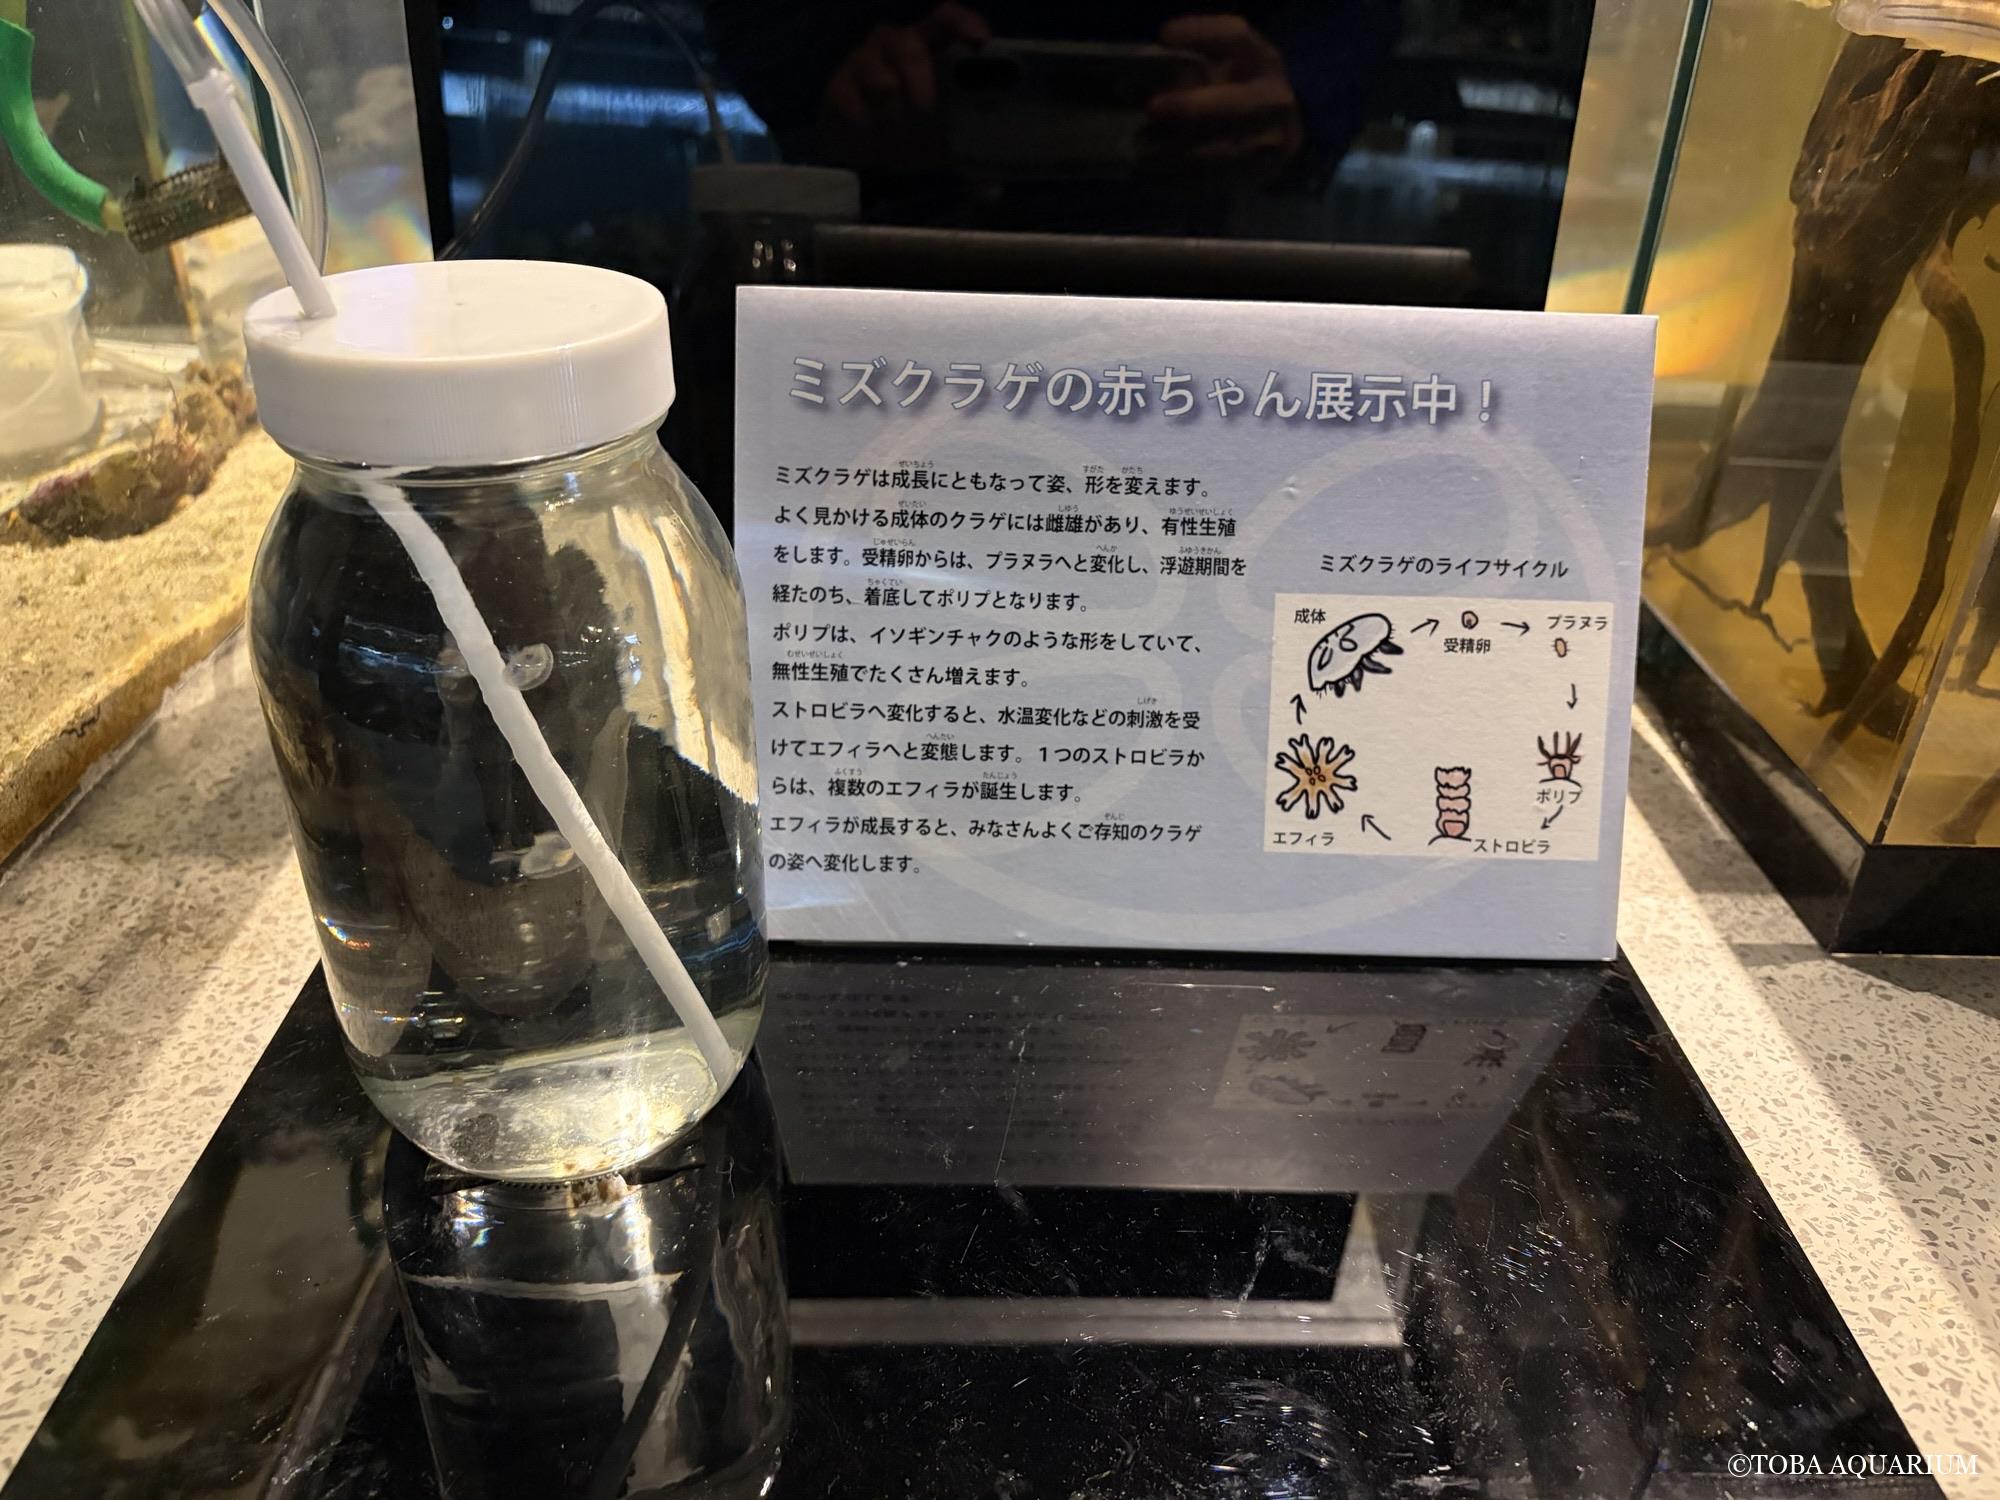 ミズクラゲの赤ちゃん展示中！
ミズクラゲは成長にともなって姿、形を変えます。
よく見かける成体のクラゲには雌雄があり、有性生殖
をします。受精卵からは、プラヌラへと変化し、浮遊期間を
経たのち、着底してポリプとなります。
ポリプは、イソギンチャクのような形をしていて、
無性生殖でたくさん増えます。
ストロビラへ変化すると、水温変化などの刺激を受
けてエフィラへと変態します。１つのストロビラか
らは、複数のエフィラが誕生します。
エフィラが成長すると、みなさんよくご存知のクラゲ
の姿へ変化します。
ミズクラゲのライフサイクル
成体
受精卵
プラヌラ
ポリプ
ストロビラ
エフィラ
©TOBA AQUARIUM